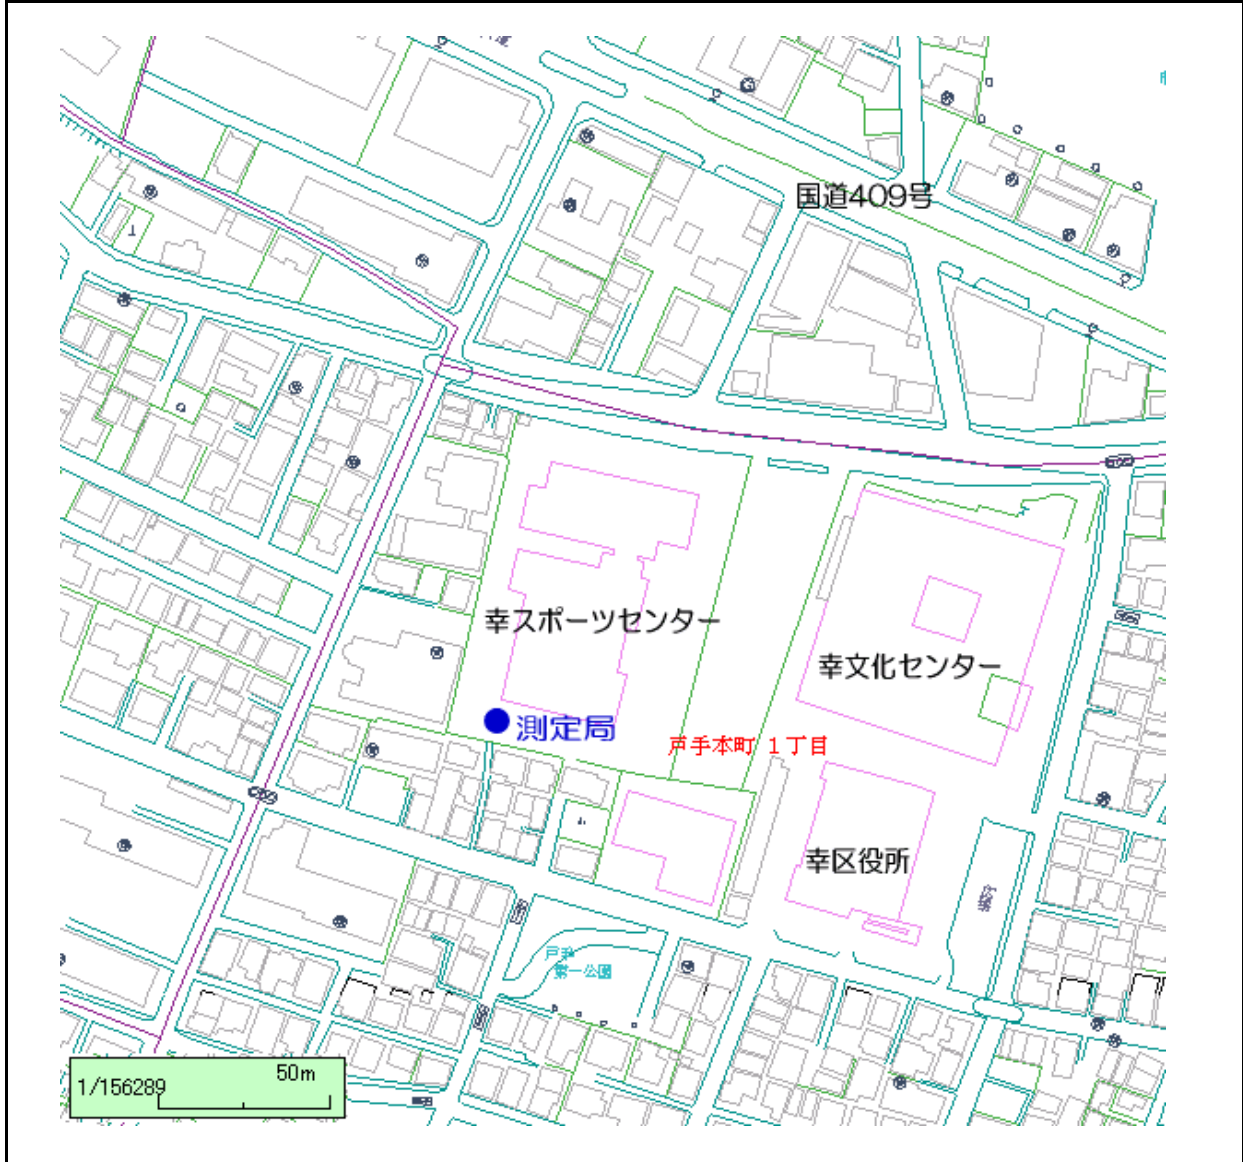 国道409号
幸スポーツセンター
幸文化センター
測定局
戸手本町 1丁目
幸区役所
戸手
第一公園
50m
1/156289